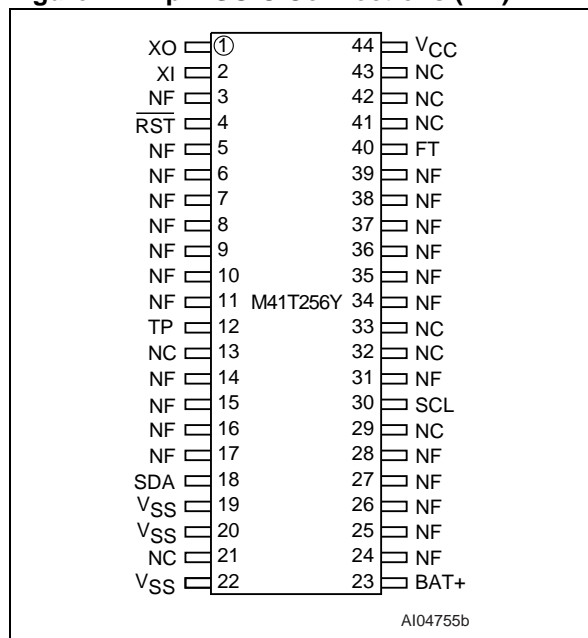 XO 1 44 VCC
XI 2 43 NC
NF 3 42 NC
RST 4 41 NC
NF 5 40 FT
NF 6 39 NF
NF 7 38 NF
NF 8 37 NF
NF 9 36 NF
NF 10 35 NF
NF 11 M41T256Y 34 NF
TP 12 33 NC
NC 13 32 NC
NF 14 31 NF
NF 15 30 SCL
NF 16 29 NC
NF 17 28 NF
SDA 18 27 NF
VSS 19 26 NF
VSS 20 25 NF
NC 21 24 NF
VSS 22 23 BAT+
AI04755b